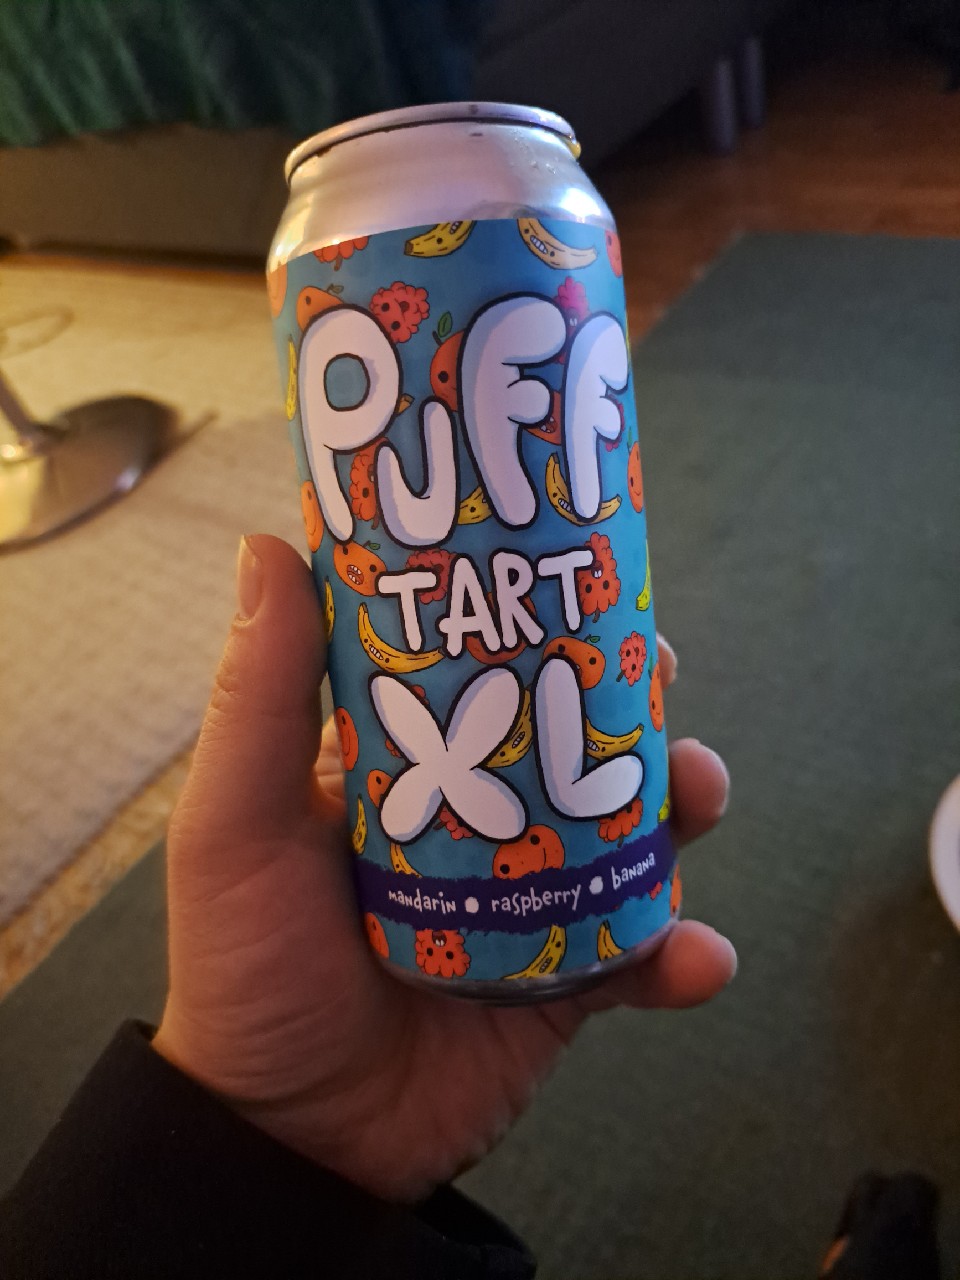 PUFF
TART
XL
mandarin • raspberry • banana